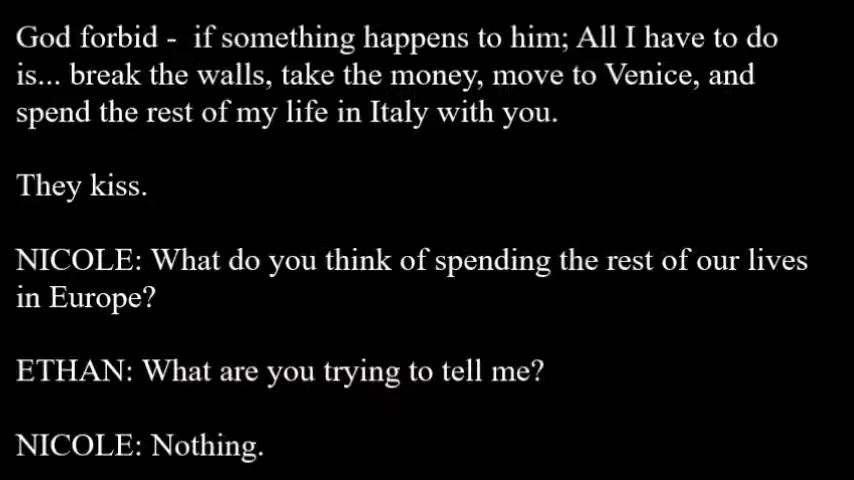 God forbid -  if something happens to him; All I have to do
is... break the walls, take the money, move to Venice, and
spend the rest of my life in Italy with you.
They kiss.
NICOLE: What do you think of spending the rest of our lives
in Europe?
ETHAN: What are you trying to tell me?
NICOLE: Nothing.